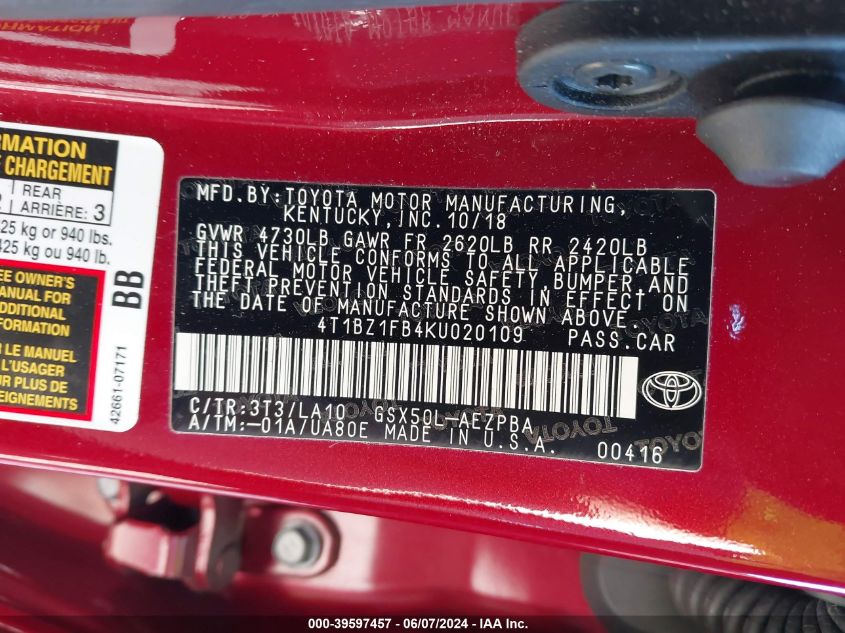 RMATION
CHARGEMENT
REAR
ARRIÈRE: 3
25 kg or 940 lbs.
425 kg ou 940 lb.
EE OWNER'S
ANUAL FOR
DDITIONAL
FORMATION
R LE MANUEL
L'USAGER
UR PLUS DE
EIGNEMENTS
BB
42661-07171
MFD.BY:TOYOTA MOTOR MANUFACTURING,
KENTUCKY,INC.10/18
GVWR 4730LB GAWR FR 2620LB RR 2420LB
THIS VEHICLE CONFORMS TO ALL APPLICABLE
FEDERAL MOTOR VEHICLE SAFETY,BUMPER,AND
THEFT PREVENTION STANDARDS IN EFFECT ON
THE DATE OF MANUFACTURE SHOWN ABOVE.
4T1BZ1FB4KU020109 PASS.CAR
C/TR:3T3/LA10 GSX50L-AEZPBA
A/TM:-01A/UA80E MADE IN U.S.A.
00416
TOYOTA
000-39597457 - 06/07/2024 - IAA Inc.